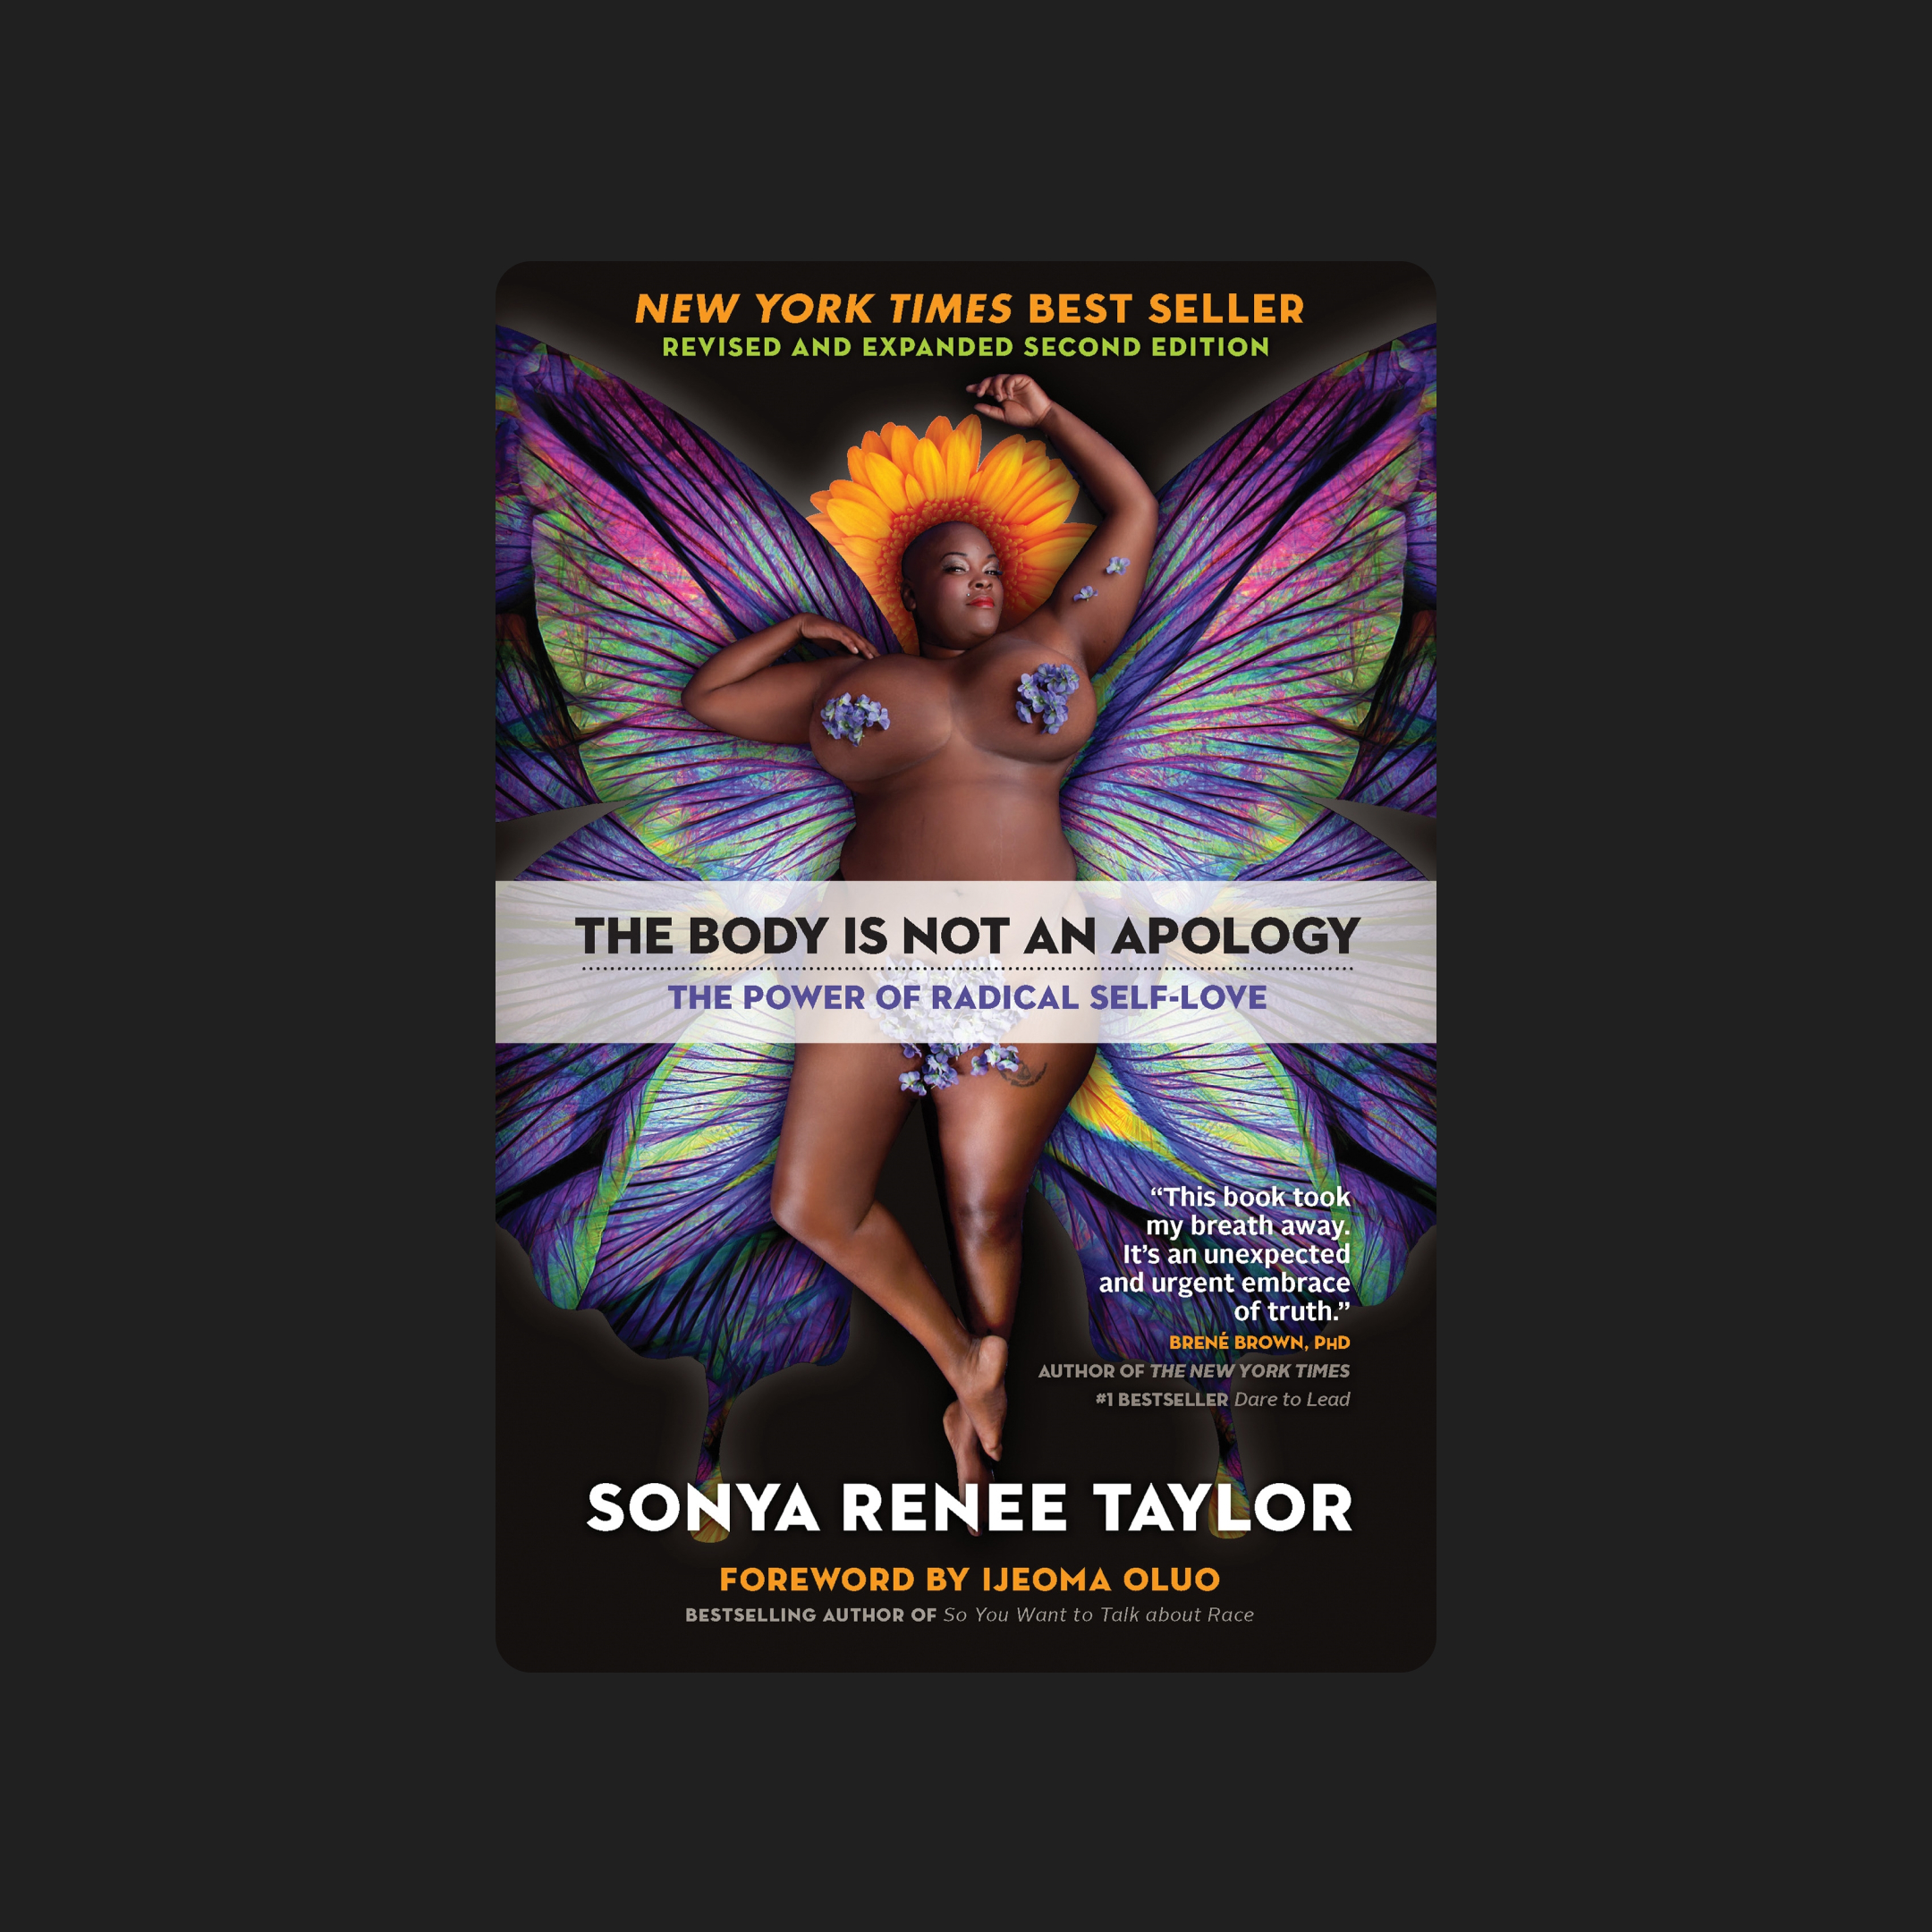 NEW YORK TIMES BEST SELLER
REVISED AND EXPANDED SECOND EDITION
THE BODY IS NOT AN APOLOGY
THE POWER OF RADICAL SELF-LOVE
“This book took
my breath away.
It’s an unexpected
and urgent embrace
of truth.”
BRENÉ BROWN, PHD
AUTHOR OF THE NEW YORK TIMES
#1 BESTSELLER Dare to Lead
SONYA RENEE TAYLOR
FOREWORD BY IJEOMA OLUO
BESTSELLING AUTHOR OF So You Want to Talk about Race